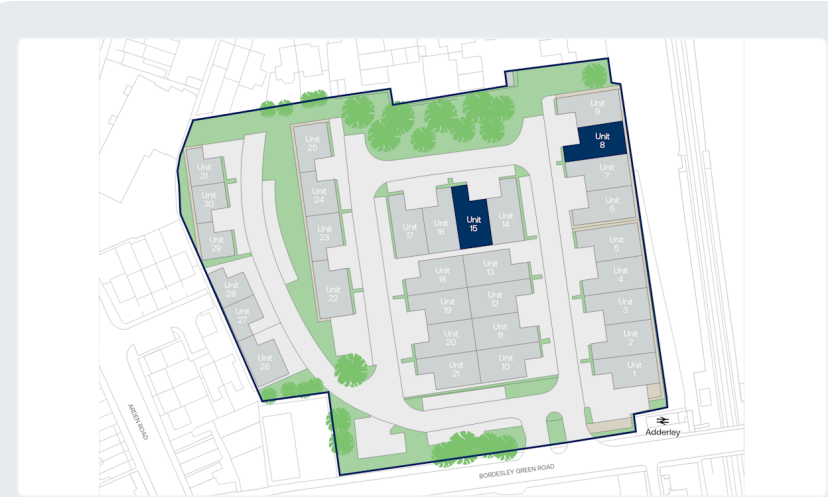 Unit
9
Unit
8
Unit
7
Unit
6
Unit
5
Unit
4
Unit
3
Unit
2
Unit
1
Unit
25
Unit
24
Unit
23
Unit
22
Unit
31
Unit
30
Unit
29
Unit
28
Unit
27
Unit
26
Unit
17
Unit
16
Unit
15
Unit
14
Unit
18
Unit
13
Unit
19
Unit
12
Unit
20
Unit
11
Unit
21
Unit
10
Adderley
ARDEN ROAD
BORDESLEY GREEN ROAD